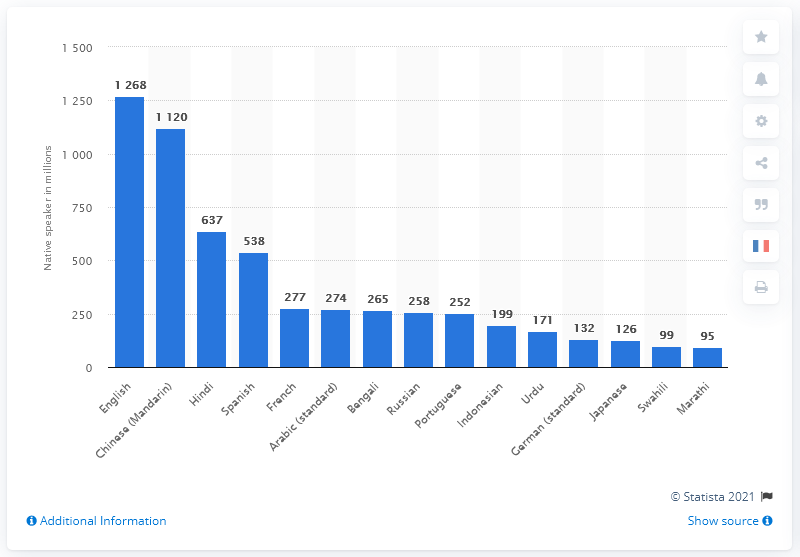 Native speaker in millions
1 500
1 250
1 000
750
500
250
0
1 268
1 120
637
538
277
274
265
258
252
199
171
132
126
99
95
English
Chinese (Mandarin)
Hindi
Spanish
French
Arabic (standard)
Bengali
Russian
Portuguese
Indonesian
Urdu
German (standard)
Japanese
Swahili
Marathi
© Statista 2021
Additional Information
Show source